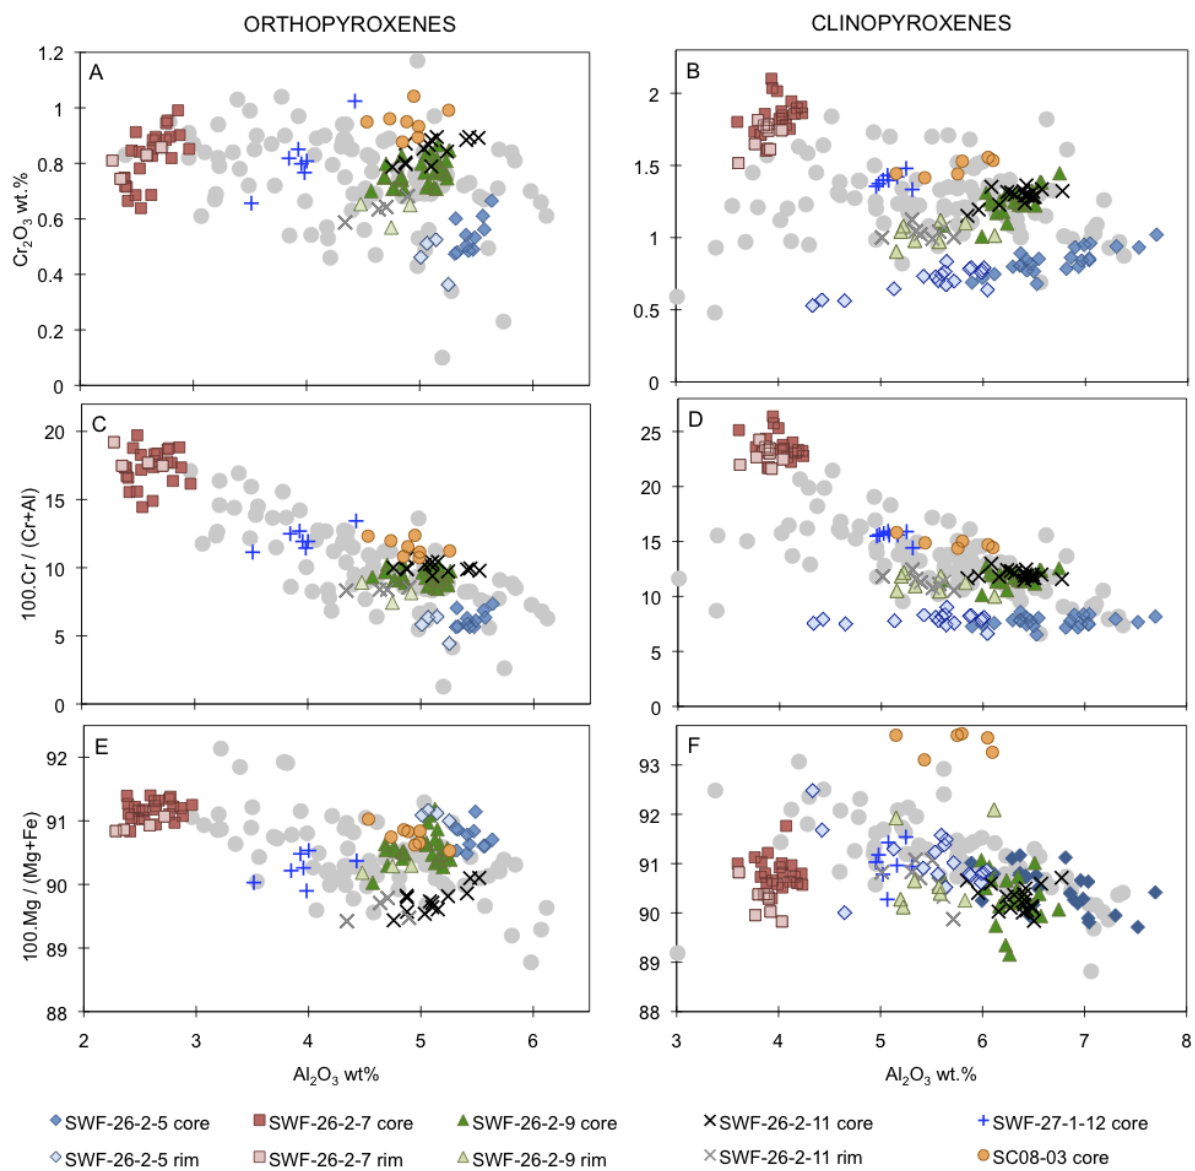 ORTHOPYROXENES
CLINOPYROXENES
A
1.2
1
0.8
0.6
0.4
0.2
0
Cr₂O₃ wt.%
B
2
1.5
1
0.5
0
C
20
15
10
5
0
100.Cr / (Cr+Al)
D
25
20
15
10
5
0
E
92
91
90
89
88
100.Mg / (Mg+Fe)
F
93
92
91
90
89
88
2 3 4 5 6
3 4 5 6 7 8
Al₂O₃ wt%
Al₂O₃ wt.%
SWF-26-2-5 core SWF-26-2-7 core SWF-26-2-9 core SWF-26-2-11 core SWF-27-1-12 core
SWF-26-2-5 rim SWF-26-2-7 rim SWF-26-2-9 rim SWF-26-2-11 rim SC08-03 core